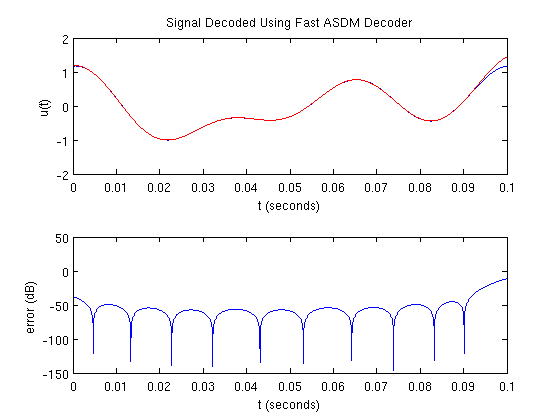 Signal Decoded Using Fast ASDM Decoder
2
1
0
-1
-2
u(t)
0 0.01 0.02 0.03 0.04 0.05 0.06 0.07 0.08 0.09 0.1
t (seconds)
50
0
-50
-100
-150
error (dB)
0 0.01 0.02 0.03 0.04 0.05 0.06 0.07 0.08 0.09 0.1
t (seconds)